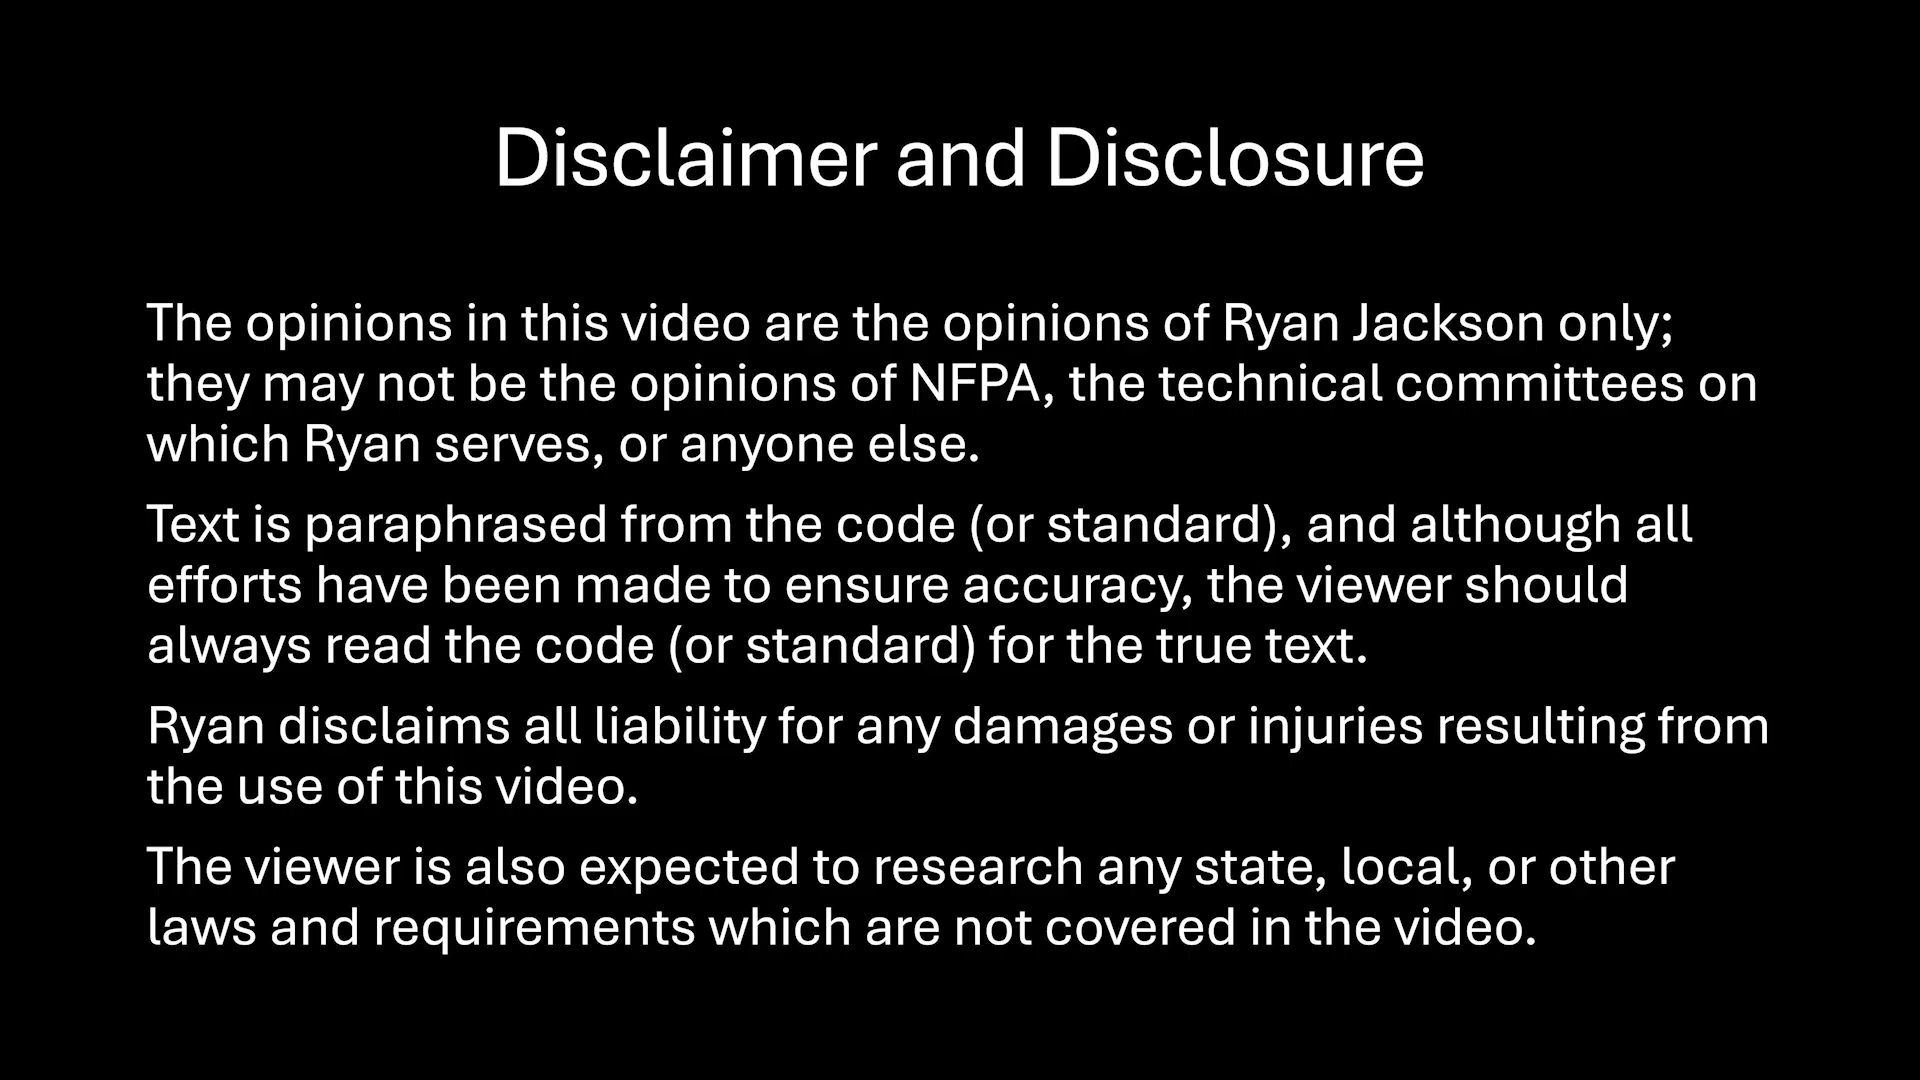 Disclaimer and Disclosure
The opinions in this video are the opinions of Ryan Jackson only;
they may not be the opinions of NFPA, the technical committees on
which Ryan serves, or anyone else.
Text is paraphrased from the code (or standard), and although all
efforts have been made to ensure accuracy, the viewer should
always read the code (or standard) for the true text.
Ryan disclaims all liability for any damages or injuries resulting from
the use of this video.
The viewer is also expected to research any state, local, or other
laws and requirements which are not covered in the video.